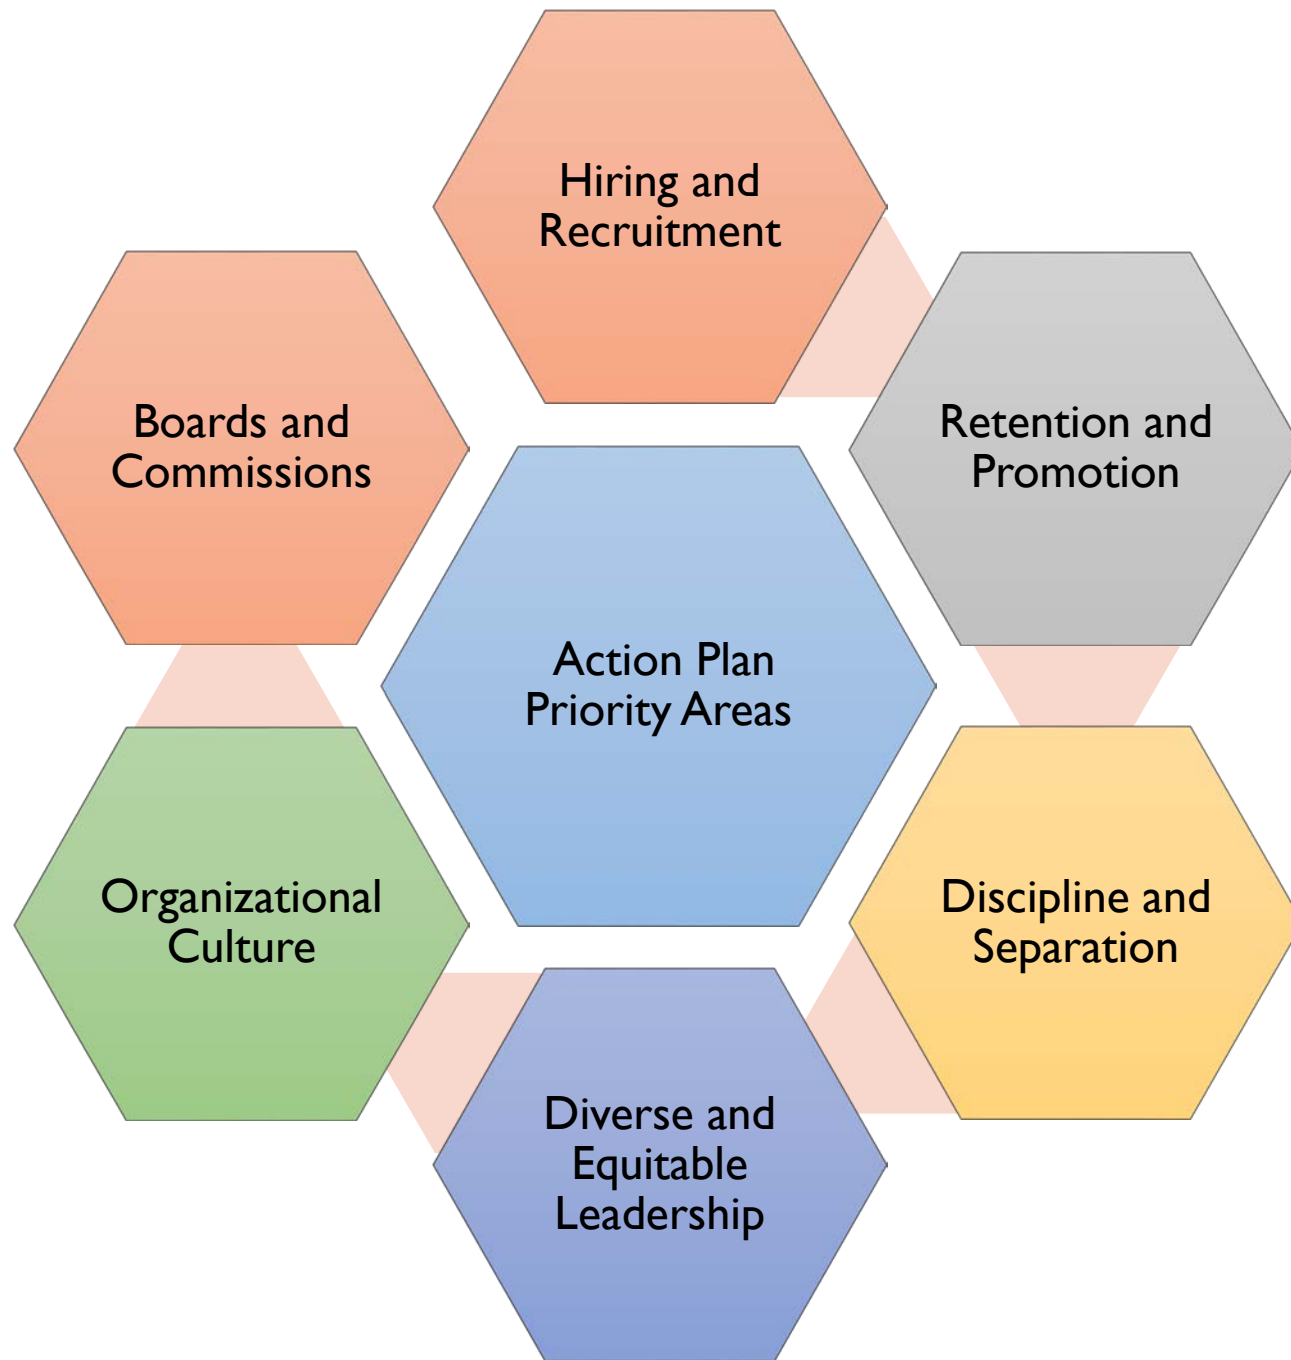 Hiring and
Recruitment
Retention and
Promotion
Discipline and
Separation
Diverse and
Equitable
Leadership
Organizational
Culture
Boards and
Commissions
Action Plan
Priority Areas